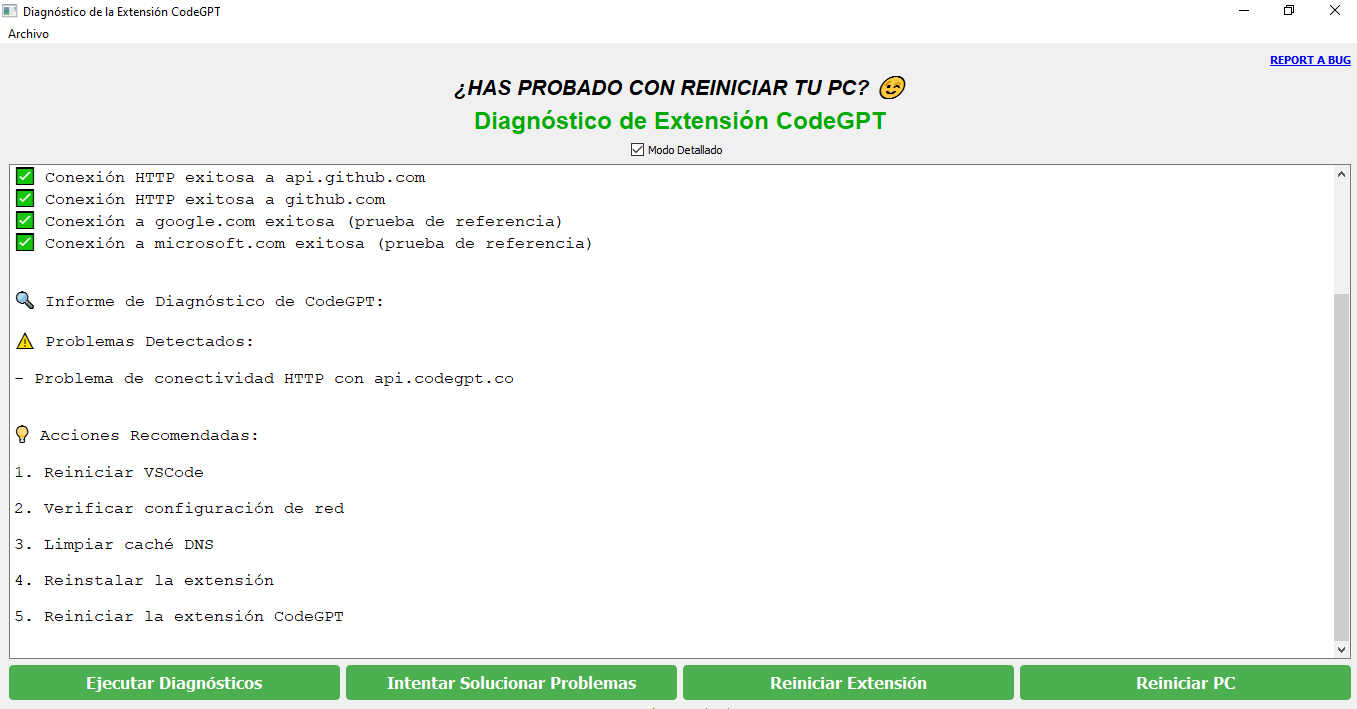 Diagnóstico de la Extensión CodeGPT
Archivo
REPORT A BUG
¿HAS PROBADO CON REINICIAR TU PC? 😉
Diagnóstico de Extensión CodeGPT
Modo Detallado
✅ Conexión HTTP exitosa a api.github.com
✅ Conexión HTTP exitosa a github.com
✅ Conexión a google.com exitosa (prueba de referencia)
✅ Conexión a microsoft.com exitosa (prueba de referencia)
🔍 Informe de Diagnóstico de CodeGPT:
⚠ Problemas Detectados:
- Problema de conectividad HTTP con api.codegpt.co
💡 Acciones Recomendadas:
1. Reiniciar VSCode
2. Verificar configuración de red
3. Limpiar caché DNS
4. Reinstalar la extensión
5. Reiniciar la extensión CodeGPT
Ejecutar Diagnósticos
Intentar Solucionar Problemas
Reiniciar Extensión
Reiniciar PC